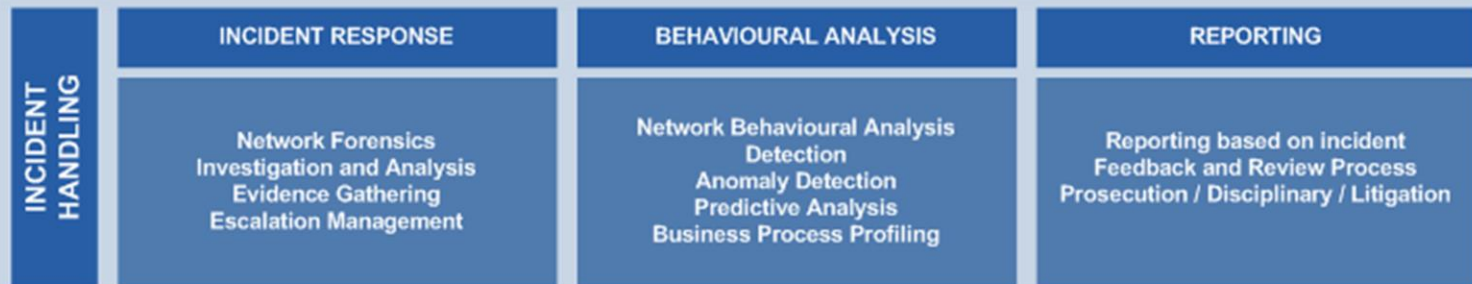 INCIDENT
HANDLING
INCIDENT RESPONSE
Network Forensics
Investigation and Analysis
Evidence Gathering
Escalation Management
BEHAVIOURAL ANALYSIS
Network Behavioural Analysis
Detection
Anomaly Detection
Predictive Analysis
Business Process Profiling
REPORTING
Reporting based on incident
Feedback and Review Process
Prosecution / Disciplinary / Litigation